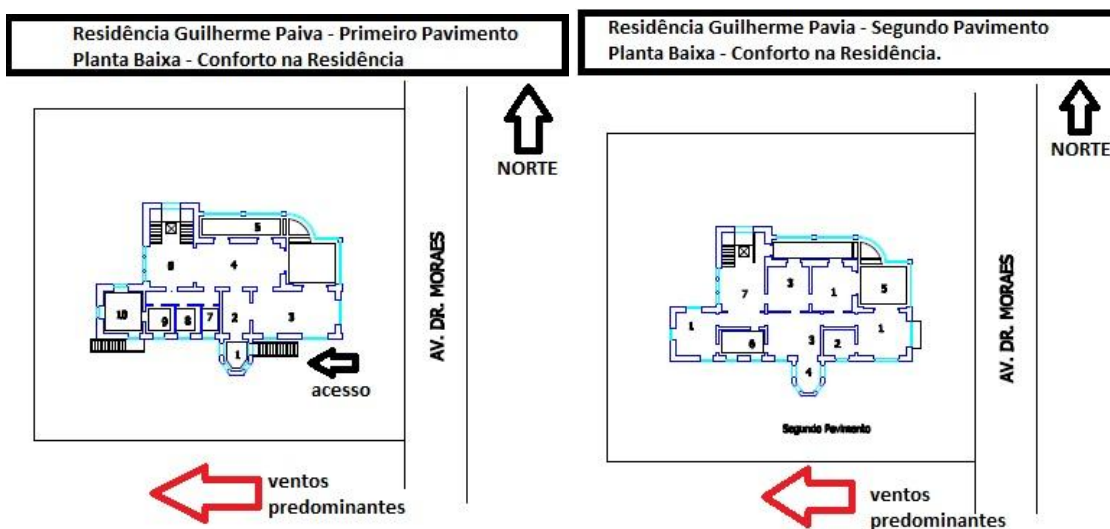 Residência Guilherme Paiva - Primeiro Pavimento
Planta Baixa - Conforto na Residência
NORTE
5
6
4
10
9
8
7
2
3
1
acesso
AV. DR. MORAES
ventos
predominantes
Residência Guilherme Pavia - Segundo Pavimento
Planta Baixa - Conforto na Residência.
NORTE
7
3
1
5
1
6
3
2
1
4
Segundo Pavimento
AV. DR. MORAES
ventos
predominantes